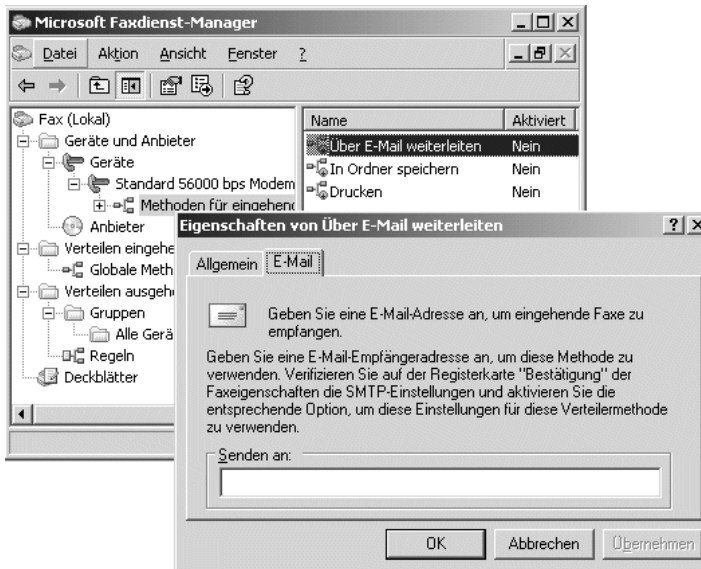 Microsoft Faxdienst-Manager
Datei Aktion Ansicht Fenster ?
Fax (Lokal)
Geräte und Anbieter
Geräte
Standard 56000 bps Modem
Methoden für eingehend
Anbieter
Verteilen eingehe
Globale Meth
Verteilen ausgeh
Gruppen
Alle Gerä
Regeln
Deckblätter
Name Aktiviert
Über E-Mail weiterleiten Nein
In Ordner speichern Nein
Drucken Nein
Eigenschaften von Über E-Mail weiterleiten
Allgemein E-Mail
Geben Sie eine E-Mail-Adresse an, um eingehende Faxe zu
empfangen.
Geben Sie eine E-Mail-Empfängeradresse an, um diese Methode zu
verwenden. Verifizieren Sie auf der Registerkarte "Bestätigung" der
Faxeigenschaften die SMTP-Einstellungen und aktivieren Sie die
entsprechende Option, um diese Einstellungen für diese Verteilermethode
zu verwenden.
Senden an:
OK Abbrechen Übernehmen